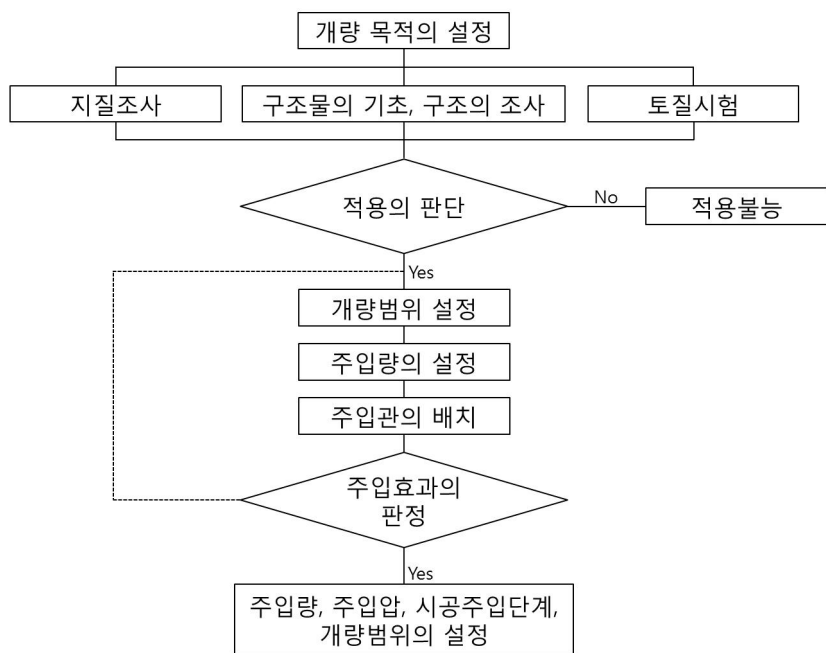 개량 목적의 설정
지질조사
구조물의 기초, 구조의 조사
토질시험
적용의 판단
No
적용불능
Yes
개량범위 설정
주입량의 설정
주입관의 배치
주입효과의
판정
Yes
주입량, 주입압, 시공주입단계,
개량범위의 설정